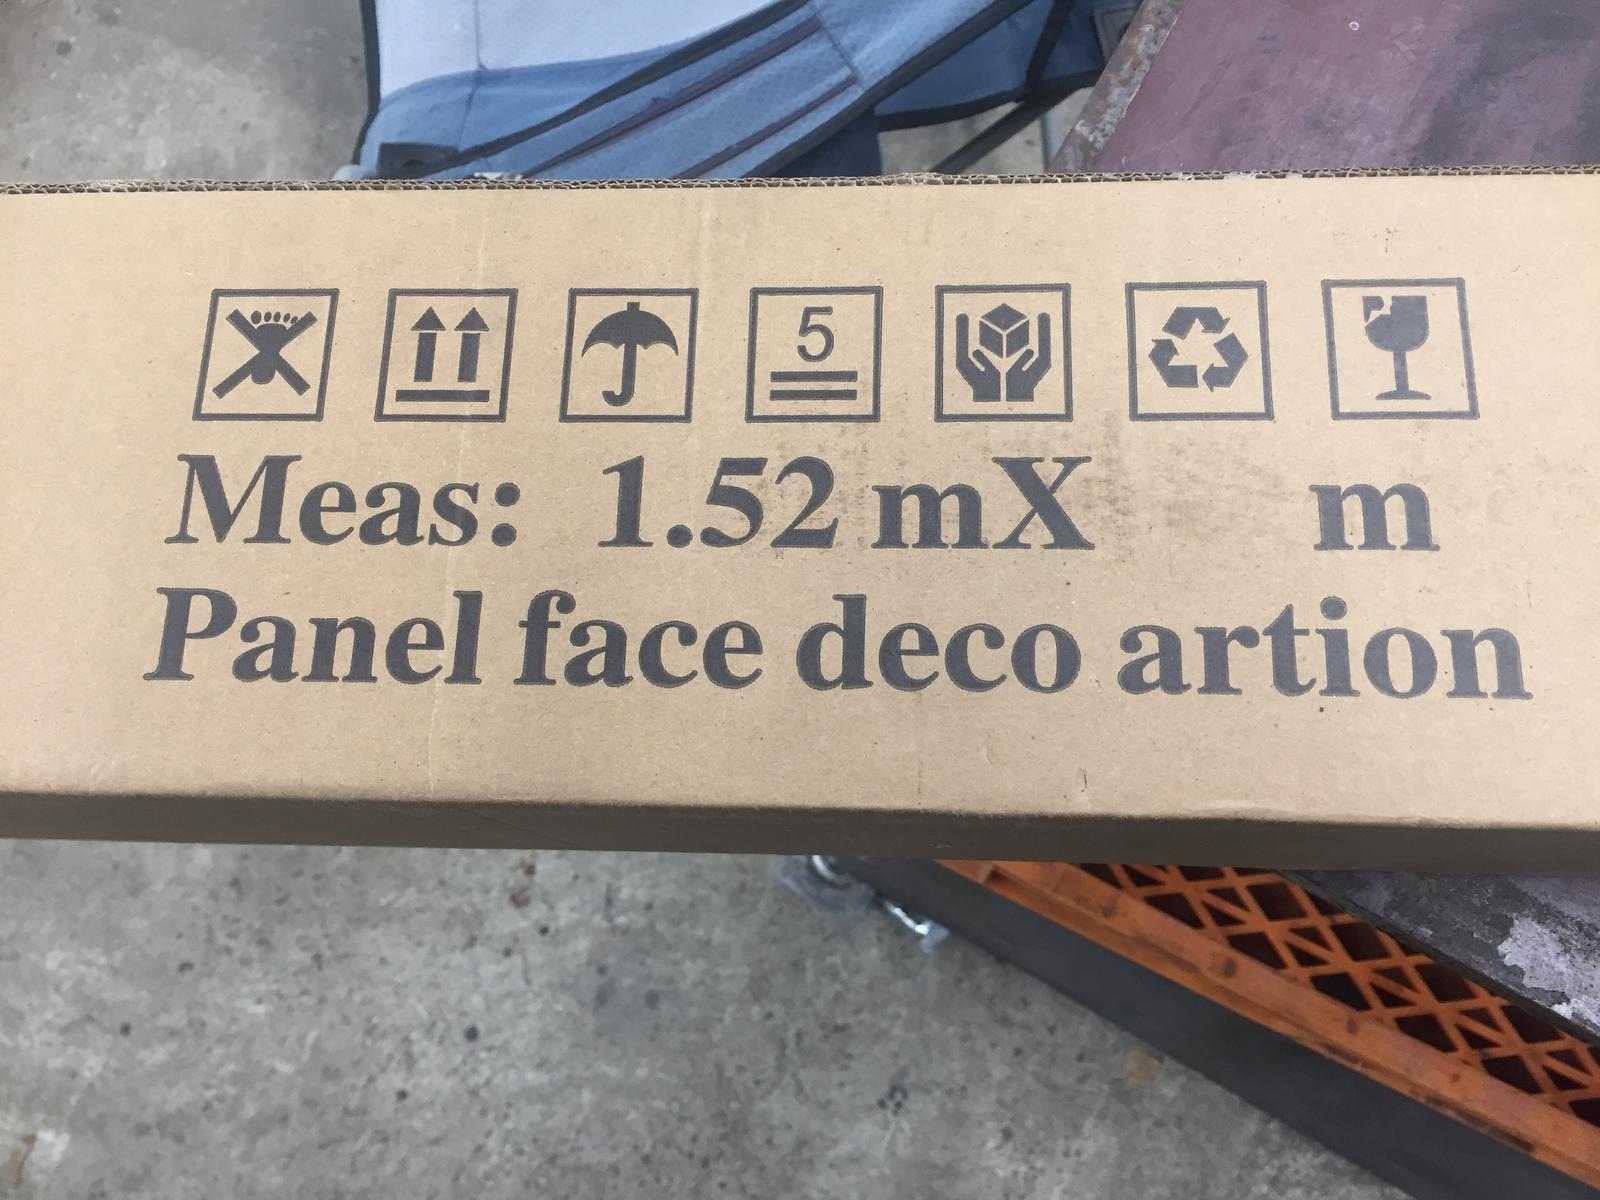 5
Meas: 1.52 mX m
Panel face deco artion